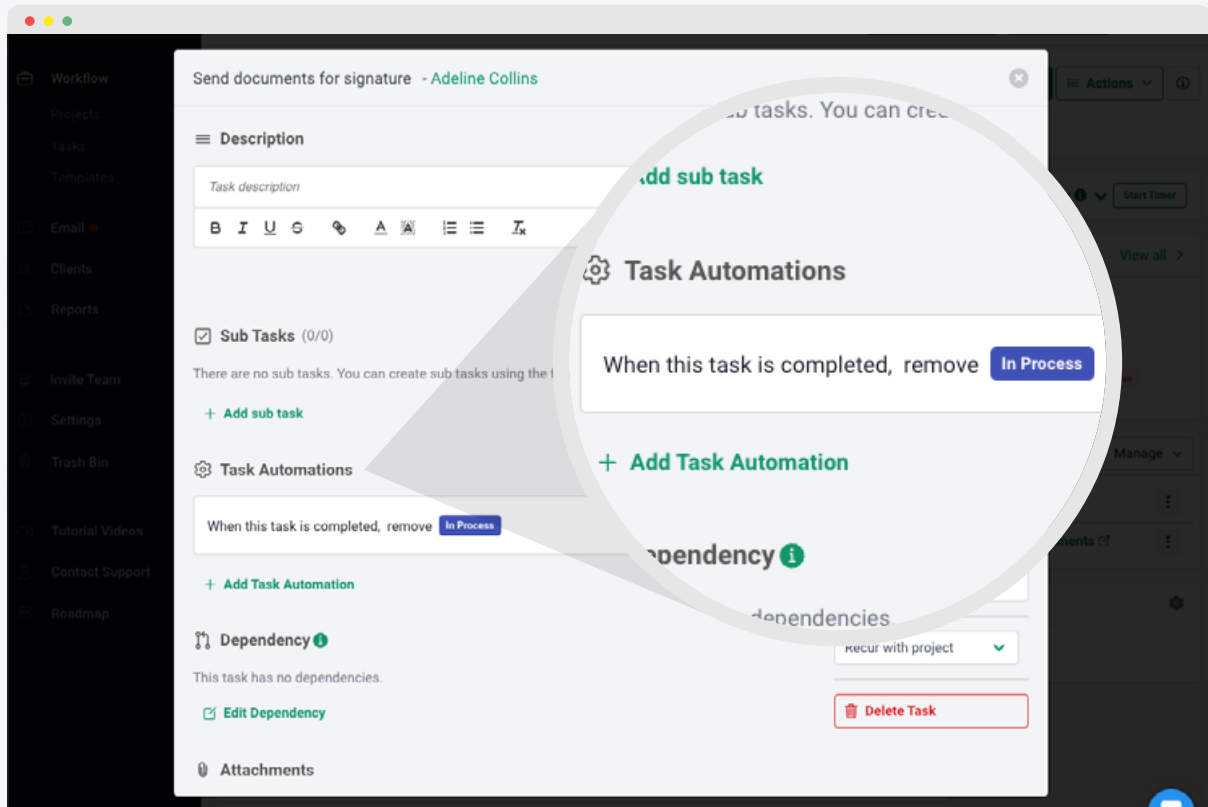 Workflow
Projects
Tasks
Templates
Email
Clients
Reports
Invite Team
Settings
Trash Bin
Tutorial Videos
Contact Support
Roadmap
Send documents for signature - Adeline Collins
Description
Task description
B I U S A A Tx
Sub Tasks (0/0)
There are no sub tasks. You can create sub tasks using the
+ Add sub task
Task Automations
When this task is completed, remove In Process
+ Add Task Automation
Dependency
This task has no dependencies.
Edit Dependency
Attachments
sub tasks. You can
Add sub task
Task Automations
When this task is completed, remove In Process
+ Add Task Automation
Dependency
dependencies.
Recur with project
Delete Task
Actions
Start Timer
View all >
Manage